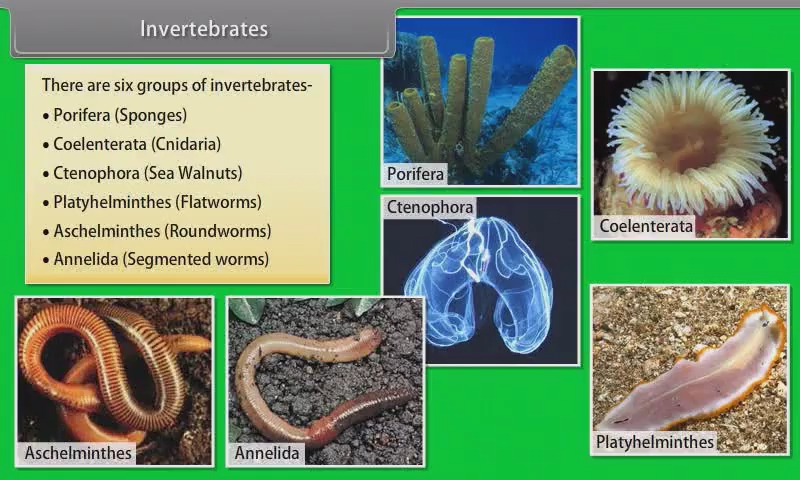 Invertebrates
There are six groups of invertebrates-
• Porifera (Sponges)
• Coelenterata (Cnidaria)
• Ctenophora (Sea Walnuts)
• Platyhelminthes (Flatworms)
• Aschelminthes (Roundworms)
• Annelida (Segmented worms)
Porifera
Coelenterata
Ctenophora
Aschelminthes
Annelida
Platyhelminthes